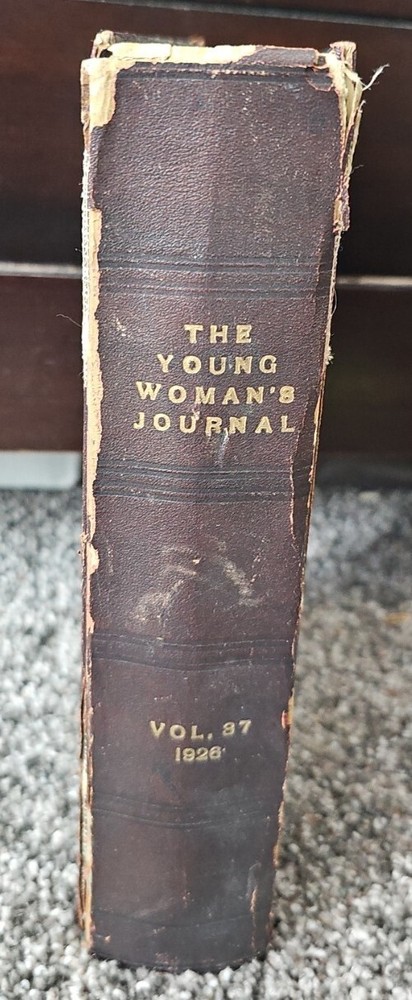 THE
YOUNG
WOMAN'S
JOURNAL
VOL. 37
1926